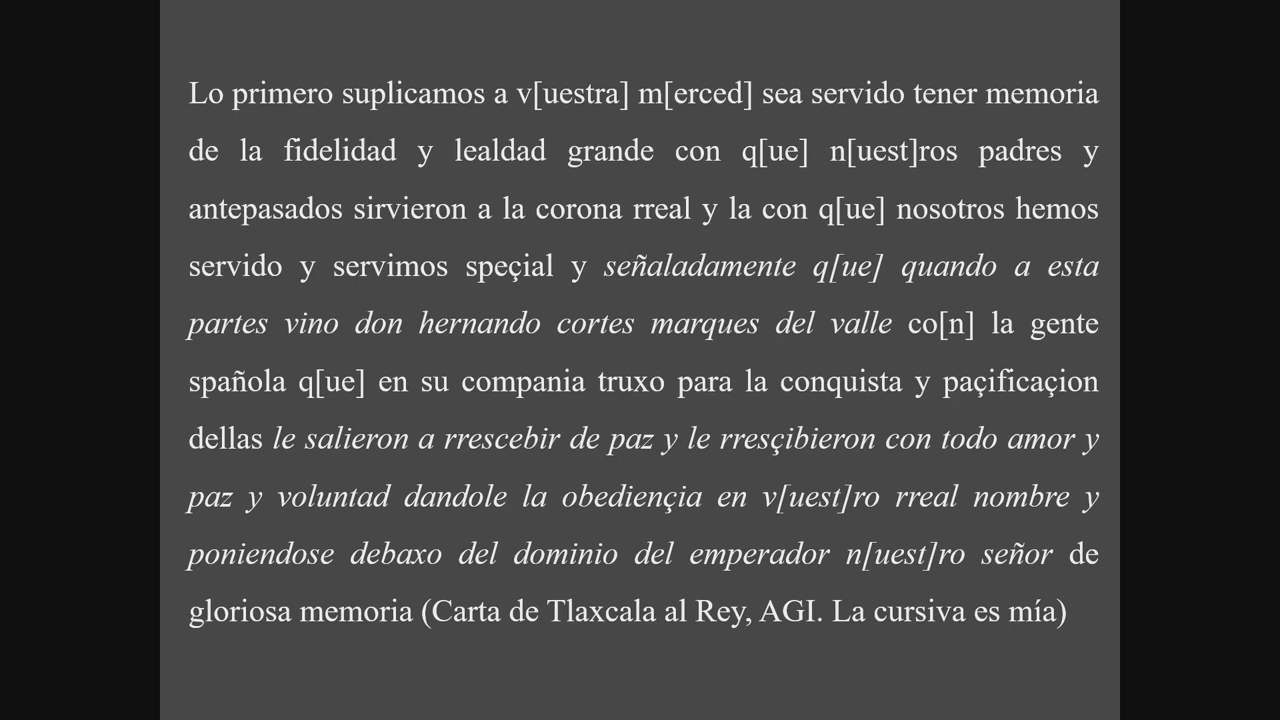 Lo primero suplicamos a v[uestra] m[erced] sea servido tener memoria
de la fidelidad y lealdad grande con q[ue] n[uest]ros padres y
antepasados sirvieron a la corona rreal y la con q[ue] nosotros hemos
servido y servimos speçial y señaladamente q[ue] quando a esta
partes vino don hernando cortes marques del valle co[n] la gente
spañola q[ue] en su compania truxo para la conquista y paçificaçion
dellas le salieron a rrescebir de paz y le rresçibieron con todo amor y
paz y voluntad dandole la obediençia en v[uest]ro rreal nombre y
poniendose debaxo del dominio del emperador n[uest]ro señor de
gloriosa memoria (Carta de Tlaxcala al Rey, AGI. La cursiva es mía)